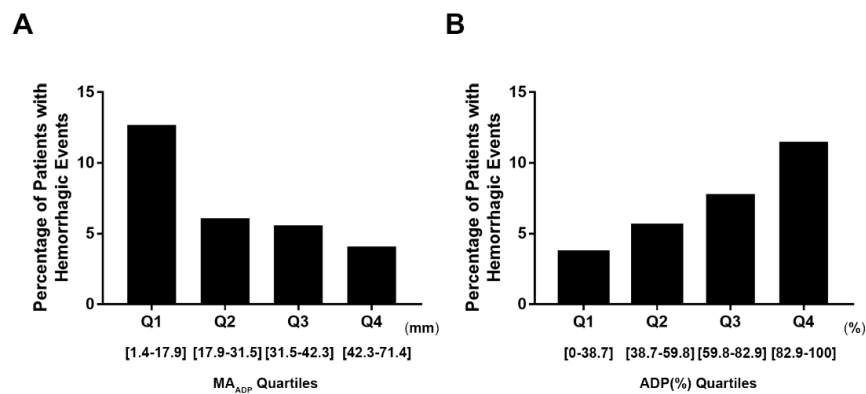 A
Percentage of Patients with
Hemorrhagic Events
15
10
5
0
Q1 Q2 Q3 Q4 (mm)
[1.4-17.9] [17.9-31.5] [31.5-42.3] [42.3-71.4]
MAADP Quartiles
B
Percentage of Patients with
Hemorrhagic Events
15
10
5
0
Q1 Q2 Q3 Q4 (%)
[0-38.7] [38.7-59.8] [59.8-82.9] [82.9-100]
ADP(%) Quartiles